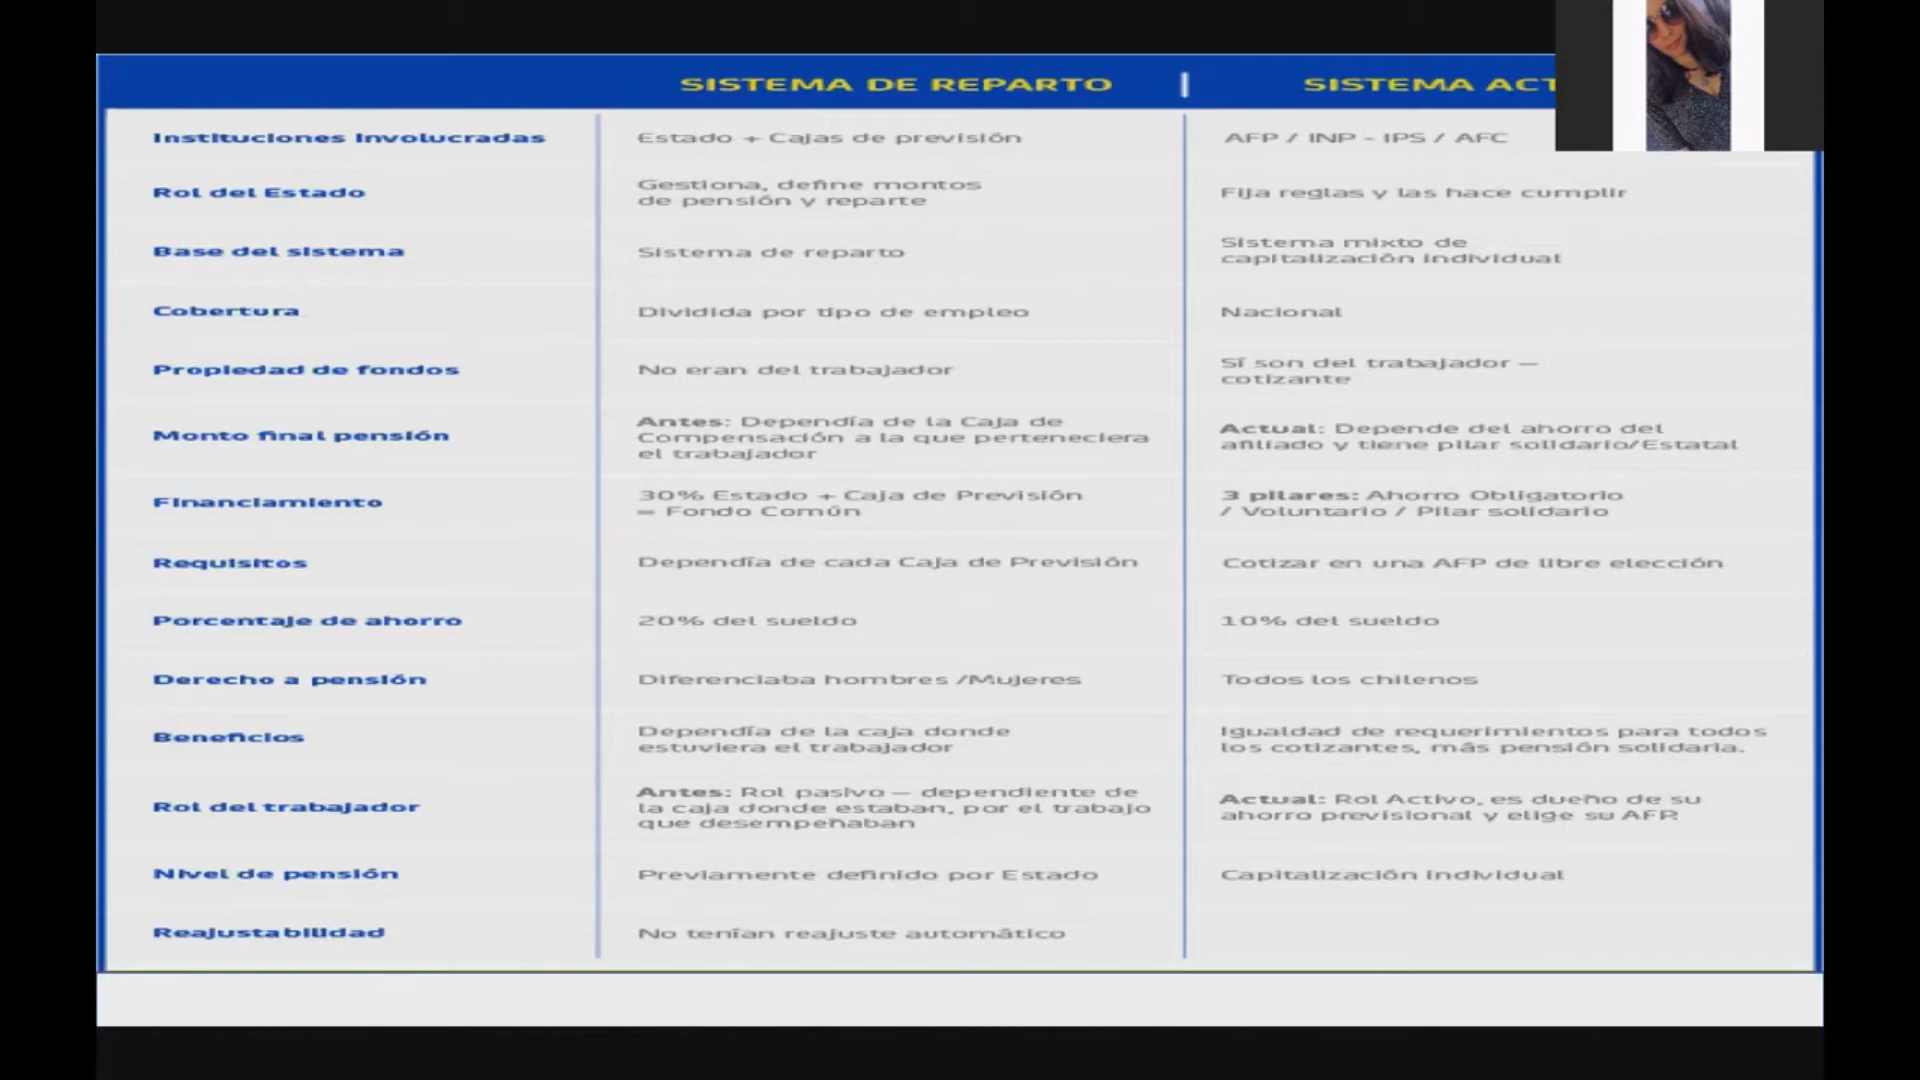 SISTEMA DE REPARTO | SISTEMA ACT
Instituciones Involucradas Estado + Cajas de previsión AFP / INP - IPS / AFC
Rol del Estado
Gestiona, define montos
de pensión y reparte
Fija reglas y las hace cumplir
Base del sistema Sistema de reparto
Sistema mixto de
capitalización individual
Cobertura Dividida por tipo de empleo Nacional
Propiedad de fondos No eran del trabajador
Sí son del trabajador –
cotizante
Monto final pensión
Antes: Dependía de la Caja de
Compensación a la que perteneciera
el trabajador
Actual: Depende del ahorro del
afiliado y tiene pilar solidario/Estatal
Financiamiento
30% Estado + Caja de Previsión
= Fondo Común
3 pilares: Ahorro Obligatorio
/ Voluntario / Pilar solidario
Requisitos Dependía de cada Caja de Previsión Cotizar en una AFP de libre elección
Porcentaje de ahorro 20% del sueldo 10% del sueldo
Derecho a pensión Diferenciaba hombres /Mujeres Todos los chilenos
Beneficios
Dependía de la caja donde
estuviera el trabajador
Igualdad de requerimientos para todos
los cotizantes, más pensión solidaria.
Rol del trabajador
Antes: Rol pasivo – dependiente de
la caja donde estaban, por el trabajo
que desempeñaban
Actual: Rol Activo, es dueño de su
ahorro previsional y elige su AFP.
Nivel de pensión Previamente definido por Estado Capitalización individual
Reajustabilidad No tenían reajuste automático